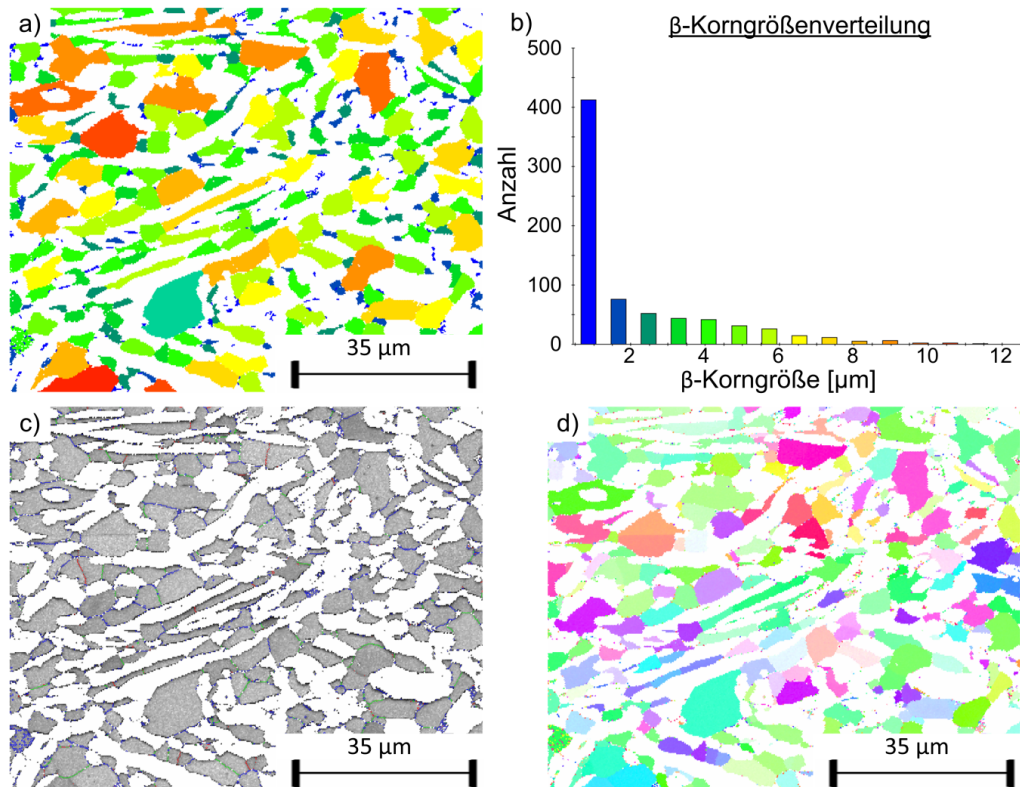 a)
35 µm
b)
β-Korngrößenverteilung
500
400
300
200
100
0
Anzahl
2
4
6
8
10
12
β-Korngröße [µm]
c)
35 µm
d)
35 µm